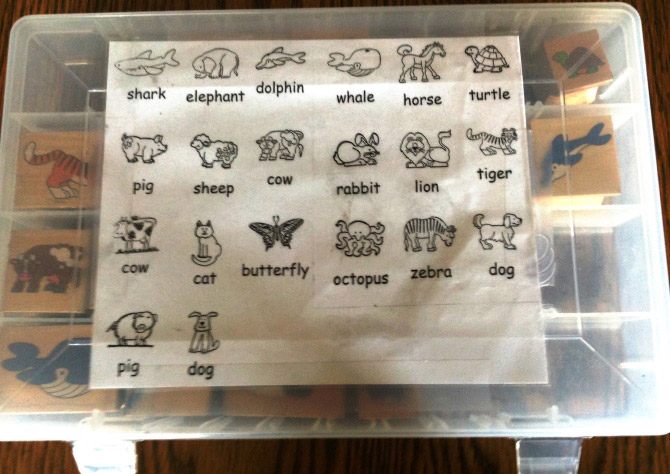 shark elephant dolphin whale horse turtle
pig sheep cow rabbit lion tiger
cow cat butterfly octopus zebra dog
pig dog